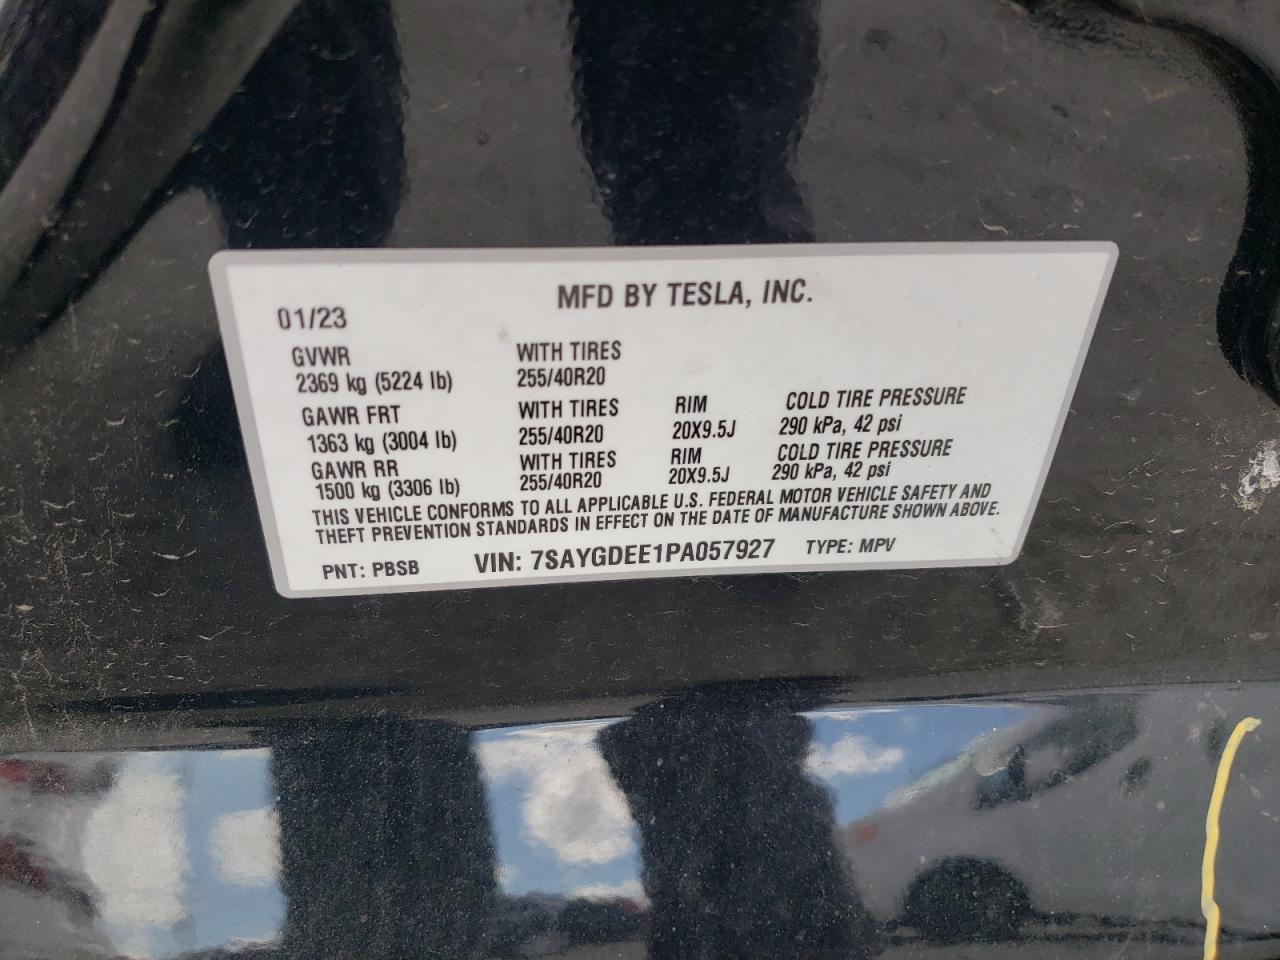 MFD BY TESLA, INC.
01/23
GVWR WITH TIRES
2369 kg (5224 lb) 255/40R20
GAWR FRT WITH TIRES RIM COLD TIRE PRESSURE
1363 kg (3004 lb) 255/40R20 20X9.5J 290 kPa, 42 psi
GAWR RR WITH TIRES RIM COLD TIRE PRESSURE
1500 kg (3306 lb) 255/40R20 20X9.5J 290 kPa, 42 psi
THIS VEHICLE CONFORMS TO ALL APPLICABLE U.S. FEDERAL MOTOR VEHICLE SAFETY AND
THEFT PREVENTION STANDARDS IN EFFECT ON THE DATE OF MANUFACTURE SHOWN ABOVE.
PNT: PBSB VIN: 7SAYGDEE1PA057927 TYPE: MPV